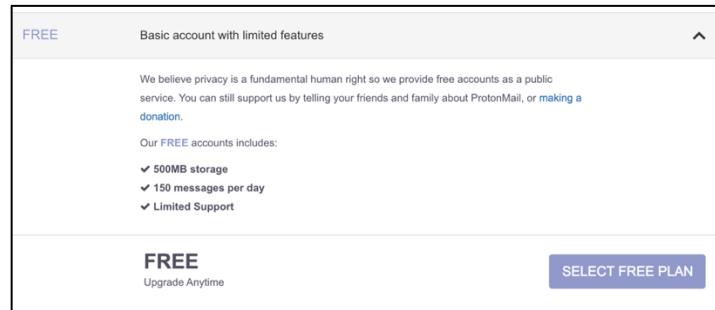 FREE Basic account with limited features
We believe privacy is a fundamental human right so we provide free accounts as a public
service. You can still support us by telling your friends and family about ProtonMail, or making a
donation.
Our FREE accounts includes:
✔ 500MB storage
✔ 150 messages per day
✔ Limited Support
FREE
Upgrade Anytime
SELECT FREE PLAN